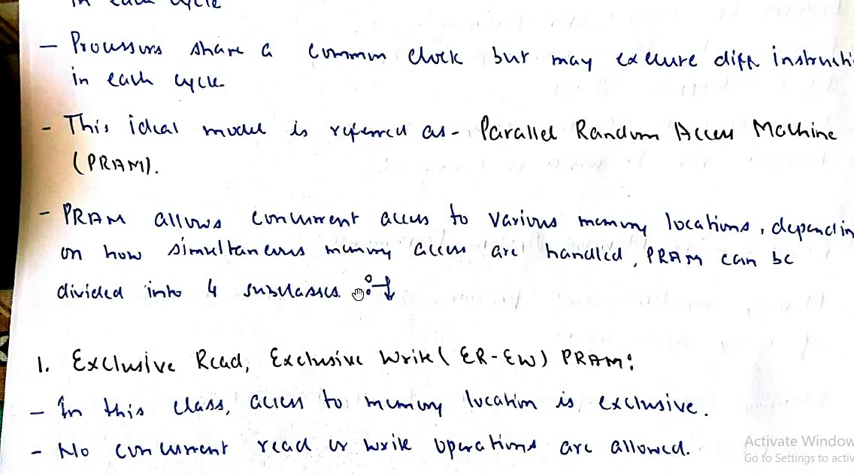 in each cycle
- Processors share a common clock but may execure diff instructi
in each cycle.
- This ideal model is referred as - Parallel Random Access Machine
(PRAM).
- PRAM allows concurrent access to various memory locations, dependin
on how simultaneous memory access are handled, PRAM can be
divided into 4 subclasses.
1. Exclusive Read, Exclusive Write (ER-EW) PRAM:
- In this class, access to memory location is exclusive.
- No concurrent read or write operations are allowed.
Activate Window
Go to Settings to activ